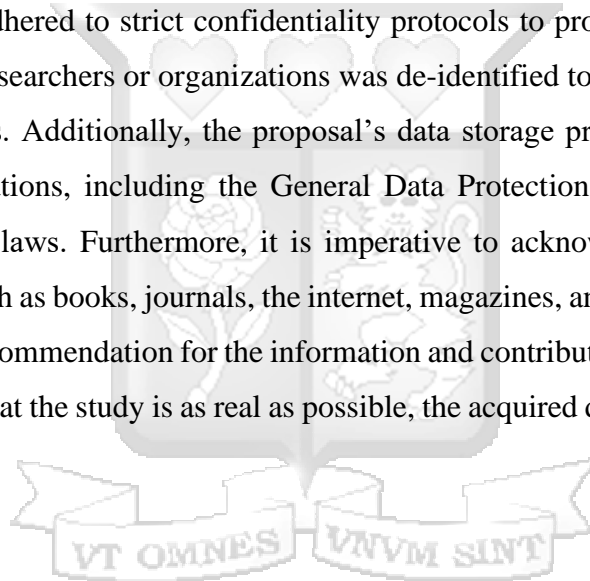 dhered to strict confidentiality protocols to pro
searchers or organizations was de-identified to
s. Additionally, the proposal’s data storage pr
tions, including the General Data Protection
laws. Furthermore, it is imperative to acknow
h as books, journals, the internet, magazines, an
commendation for the information and contribut
at the study is as real as possible, the acquired d
VT OMNES VNVM SINT